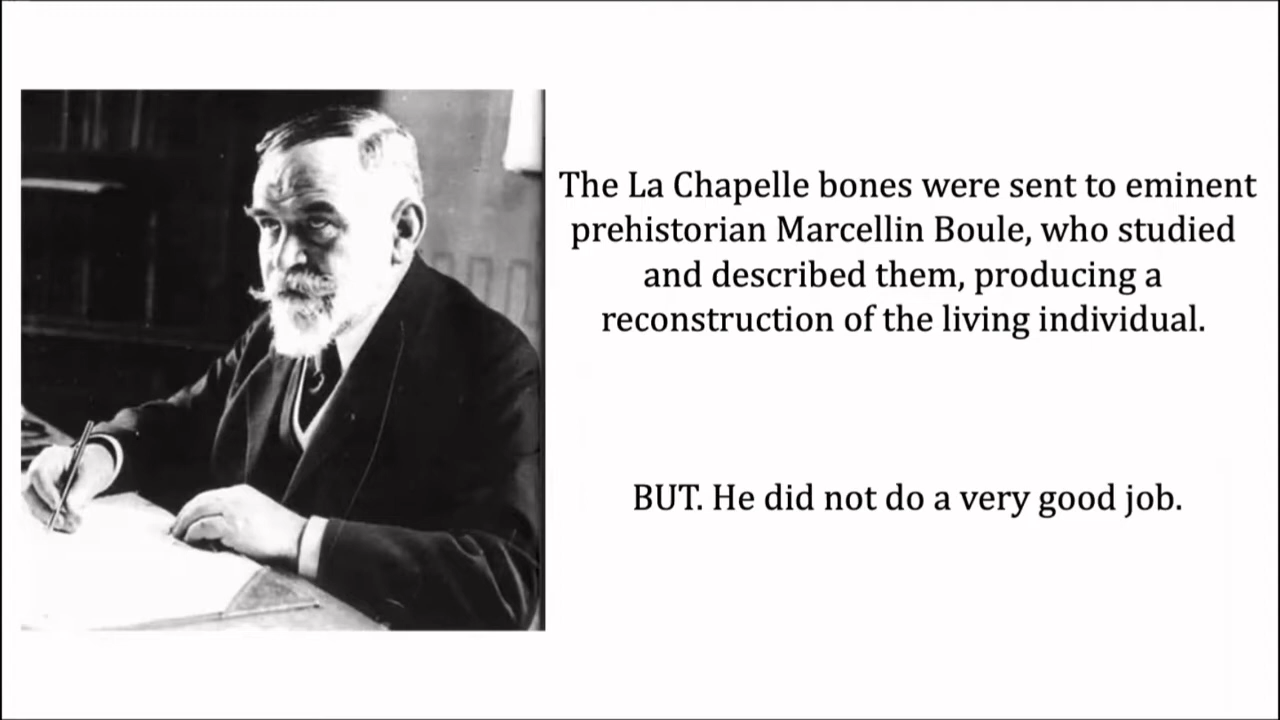 The La Chapelle bones were sent to eminent
prehistorian Marcellin Boule, who studied
and described them, producing a
reconstruction of the living individual.
BUT. He did not do a very good job.